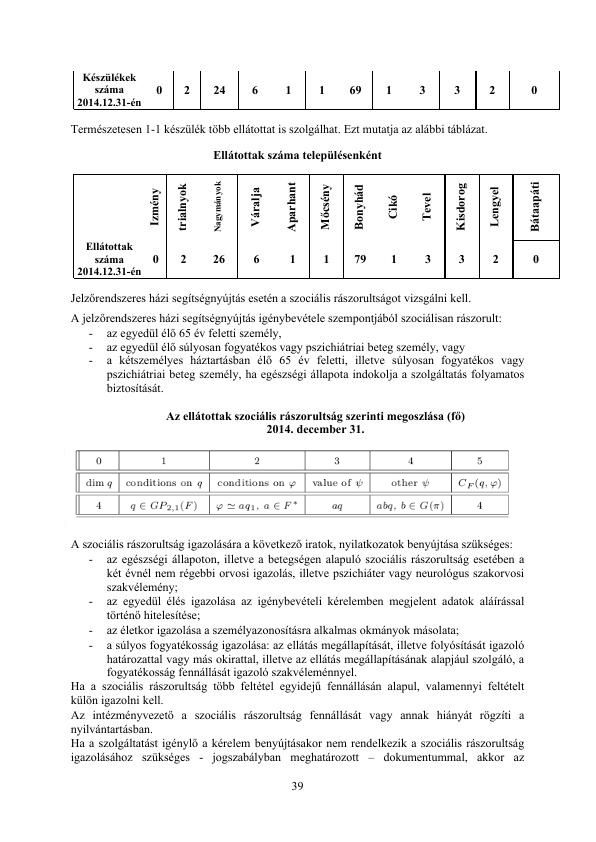 Készülékek
száma
2014.12.31-én 0 2 24 6 1 1 69 1 3 3 2 0
Természetesen 1-1 készülék több ellátottat is szolgálhat. Ezt mutatja az alábbi táblázat.
Ellátottak száma településenként
Izmény trialnyok Nagymányok Váralja Aparhant Mőcsény Bonyhád Cikó Tevel Kisdorog Lengyel Bátaapáti
Ellátottak
száma
2014.12.31-én 0 2 26 6 1 1 79 1 3 3 2 0
Jelzőrendszeres házi segítségnyújtás esetén a szociális rászorultságot vizsgálni kell.
A jelzőrendszeres házi segítségnyújtás igénybevétele szempontjából szociálisan rászorult:
- az egyedül élő 65 év feletti személy,
- az egyedül élő súlyosan fogyatékos vagy pszichiátriai beteg személy, vagy
- a kétszemélyes háztartásban élő 65 év feletti, illetve súlyosan fogyatékos vagy
pszichiátriai beteg személy, ha egészségi állapota indokolja a szolgáltatás folyamatos
biztosítását.
Az ellátottak szociális rászorultság szerinti megoszlása (fő)
2014. december 31.
0 1 2 3 4 5
dim q conditions on q conditions on φ value of ψ other ψ C_F(q, φ)
4 q ∈ GP_{2,1}(F) φ ≃ aq₁, a ∈ F* aq abq, b ∈ G(π) 4
A szociális rászorultság igazolására a következő iratok, nyilatkozatok benyújtása szükséges:
- az egészségi állapoton, illetve a betegségen alapuló szociális rászorultság esetében a
két évnél nem régebbi orvosi igazolás, illetve pszichiáter vagy neurológus szakorvosi
szakvélemény;
- az egyedül élés igazolása az igénybevételi kérelemben megjelent adatok aláírással
történő hitelesítése;
- az életkor igazolása a személyazonosításra alkalmas okmányok másolata;
- a súlyos fogyatékosság igazolása: az ellátás megállapítását, illetve folyósítását igazoló
határozattal vagy más okirattal, illetve az ellátás megállapításának alapjául szolgáló, a
fogyatékosság fennállását igazoló szakvéleménnyel.
Ha a szociális rászorultság több feltétel egyidejű fennállásán alapul, valamennyi feltételt
külön igazolni kell.
Az intézményvezető a szociális rászorultság fennállását vagy annak hiányát rögzíti a
nyilvántartásban.
Ha a szolgáltatást igénylő a kérelem benyújtásakor nem rendelkezik a szociális rászorultság
igazolásához szükséges - jogszabályban meghatározott – dokumentummal, akkor az
39